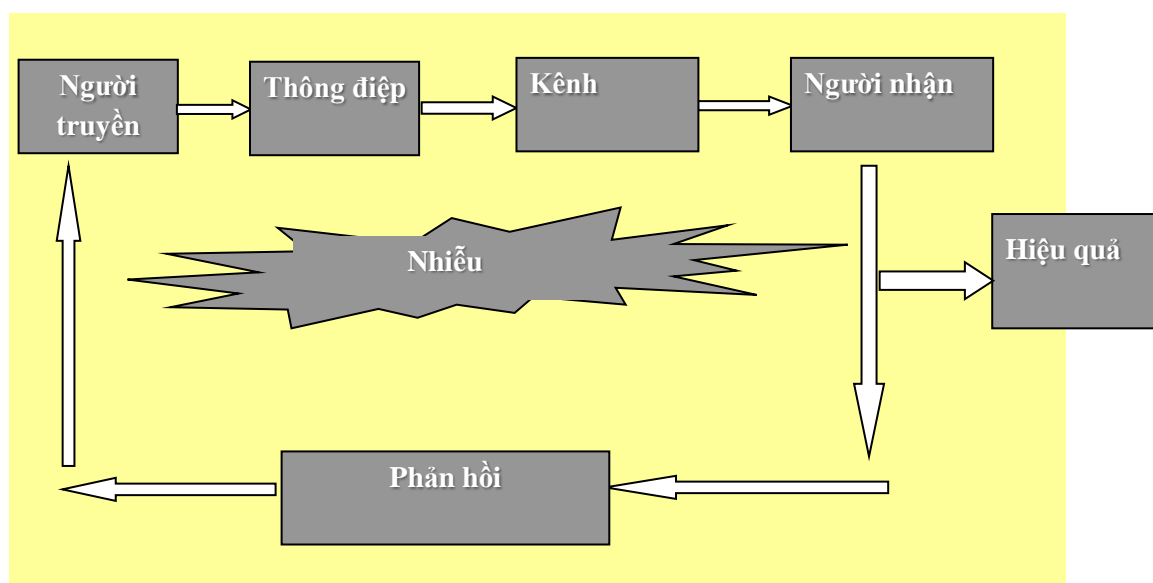 Người
truyền
Thông điệp
Kênh
Người nhận
Nhiễu
Hiệu quả
Phản hồi